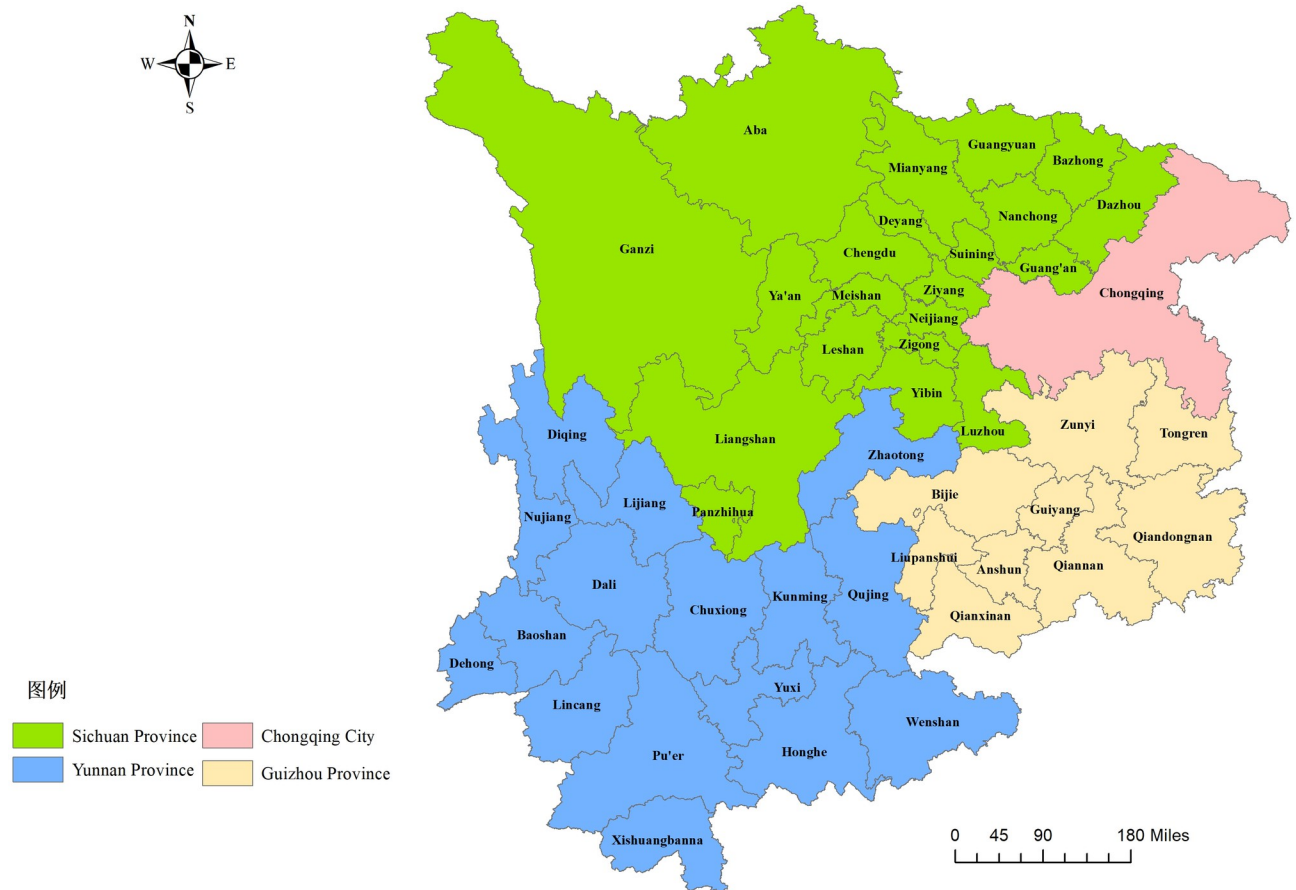 N
W E
S
Aba
Guangyuan
Bazhong
Mianyang
Dazhou
Nanchong
Deyang
Ganzi
Chengdu
Suining
Guang'an
Ya'an
Meishan
Ziyang
Chongqing
Neijiang
Zigong
Leshan
Yibin
Zunyi
Luzhou
Tongren
Diqing
Liangshan
Zhaotong
Bijie
Lijiang
Panzhihua
Guiyang
Nujiang
Qiandongnan
Liupanshui
Anshun
Qiannan
Dali
Chuxiong
Kunming
Qujing
Qianxinan
Baoshan
Dehong
Yuxi
Lincang
Wenshan
Pu'er
Honghe
Xishuangbanna
图例
Sichuan Province Chongqing City
Yunnan Province Guizhou Province
0 45 90 180 Miles